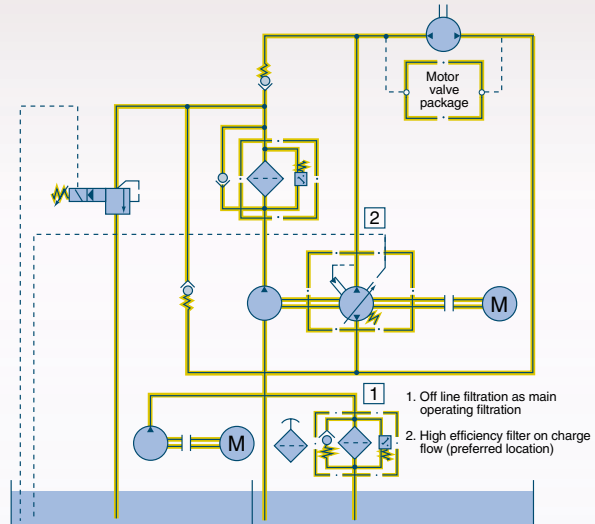 Motor
valve
package
2
M
1
M
1. Off line filtration as main
operating filtration
2. High efficiency filter on charge
flow (preferred location)